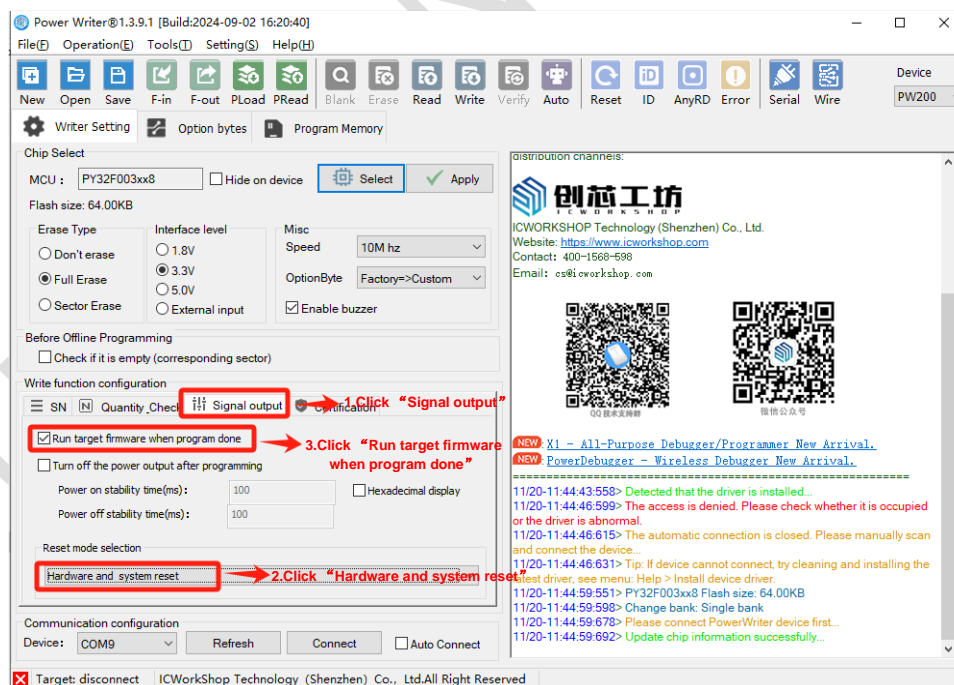 Power Writer®1.3.9.1 [Build:2024-09-02 16:20:40]
File(F) Operation(E) Tools(T) Setting(S) Help(H)
New Open Save F-in F-out PLoad PRead Blank Erase Read Write Verify Auto Reset ID AnyRD Error Serial Wire
Device
PW200
Writer Setting Option bytes Program Memory
Chip Select
MCU : PY32F003xx8 Hide on device Select Apply
Flash size: 64.00KB
Erase Type
Don't erase
Full Erase
Sector Erase
Interface level
1.8V
3.3V
5.0V
External input
Misc
Speed 10M hz
OptionByte Factory=>Custom
Enable buzzer
Before Offline Programming
Check if it is empty (corresponding sector)
Write function configuration
SN Quantity_Check Signal output
1.Click “Signal output”
Run target firmware when program done
3.Click “Run target firmware
when program done”
Turn off the power output after programming
Power on stability time(ms): 100 Hexadecimal display
Power off stability time(ms): 100
Reset mode selection
Hardware and system reset
2.Click “Hardware and system reset”
Communication configuration
Device: COM9 Refresh Connect Auto Connect
Target: disconnect ICWorkShop Technology (Shenzhen) Co., Ltd.All Right Reserved
distribution channels:
创芯工坊
ICWORKSHOP
ICWORKSHOP Technology (Shenzhen) Co., Ltd.
Website: https://www.icworkshop.com
Contact: 400-1568-598
Email: cs@icworkshop.com
QQ技术支持群
微信公众号
NEW: X1 - All-Purpose Debugger/Programmer New Arrival.
NEW: PowerDebugger - Wireless Debugger New Arrival.
11/20-11:44:43:558> Detected that the driver is installed...
11/20-11:44:46:599> The access is denied. Please check whether it is occupied
or the driver is abnormal.
11/20-11:44:46:615> The automatic connection is closed. Please manually scan
and connect the device...
11/20-11:44:46:631> Tip: If device cannot connect, try cleaning and installing the
latest driver, see menu: Help > Install device driver.
11/20-11:44:59:551> PY32F003xx8 Flash size: 64.00KB
11/20-11:44:59:598> Change bank: Single bank
11/20-11:44:59:678> Please connect PowerWriter device first...
11/20-11:44:59:692> Update chip information successfully...